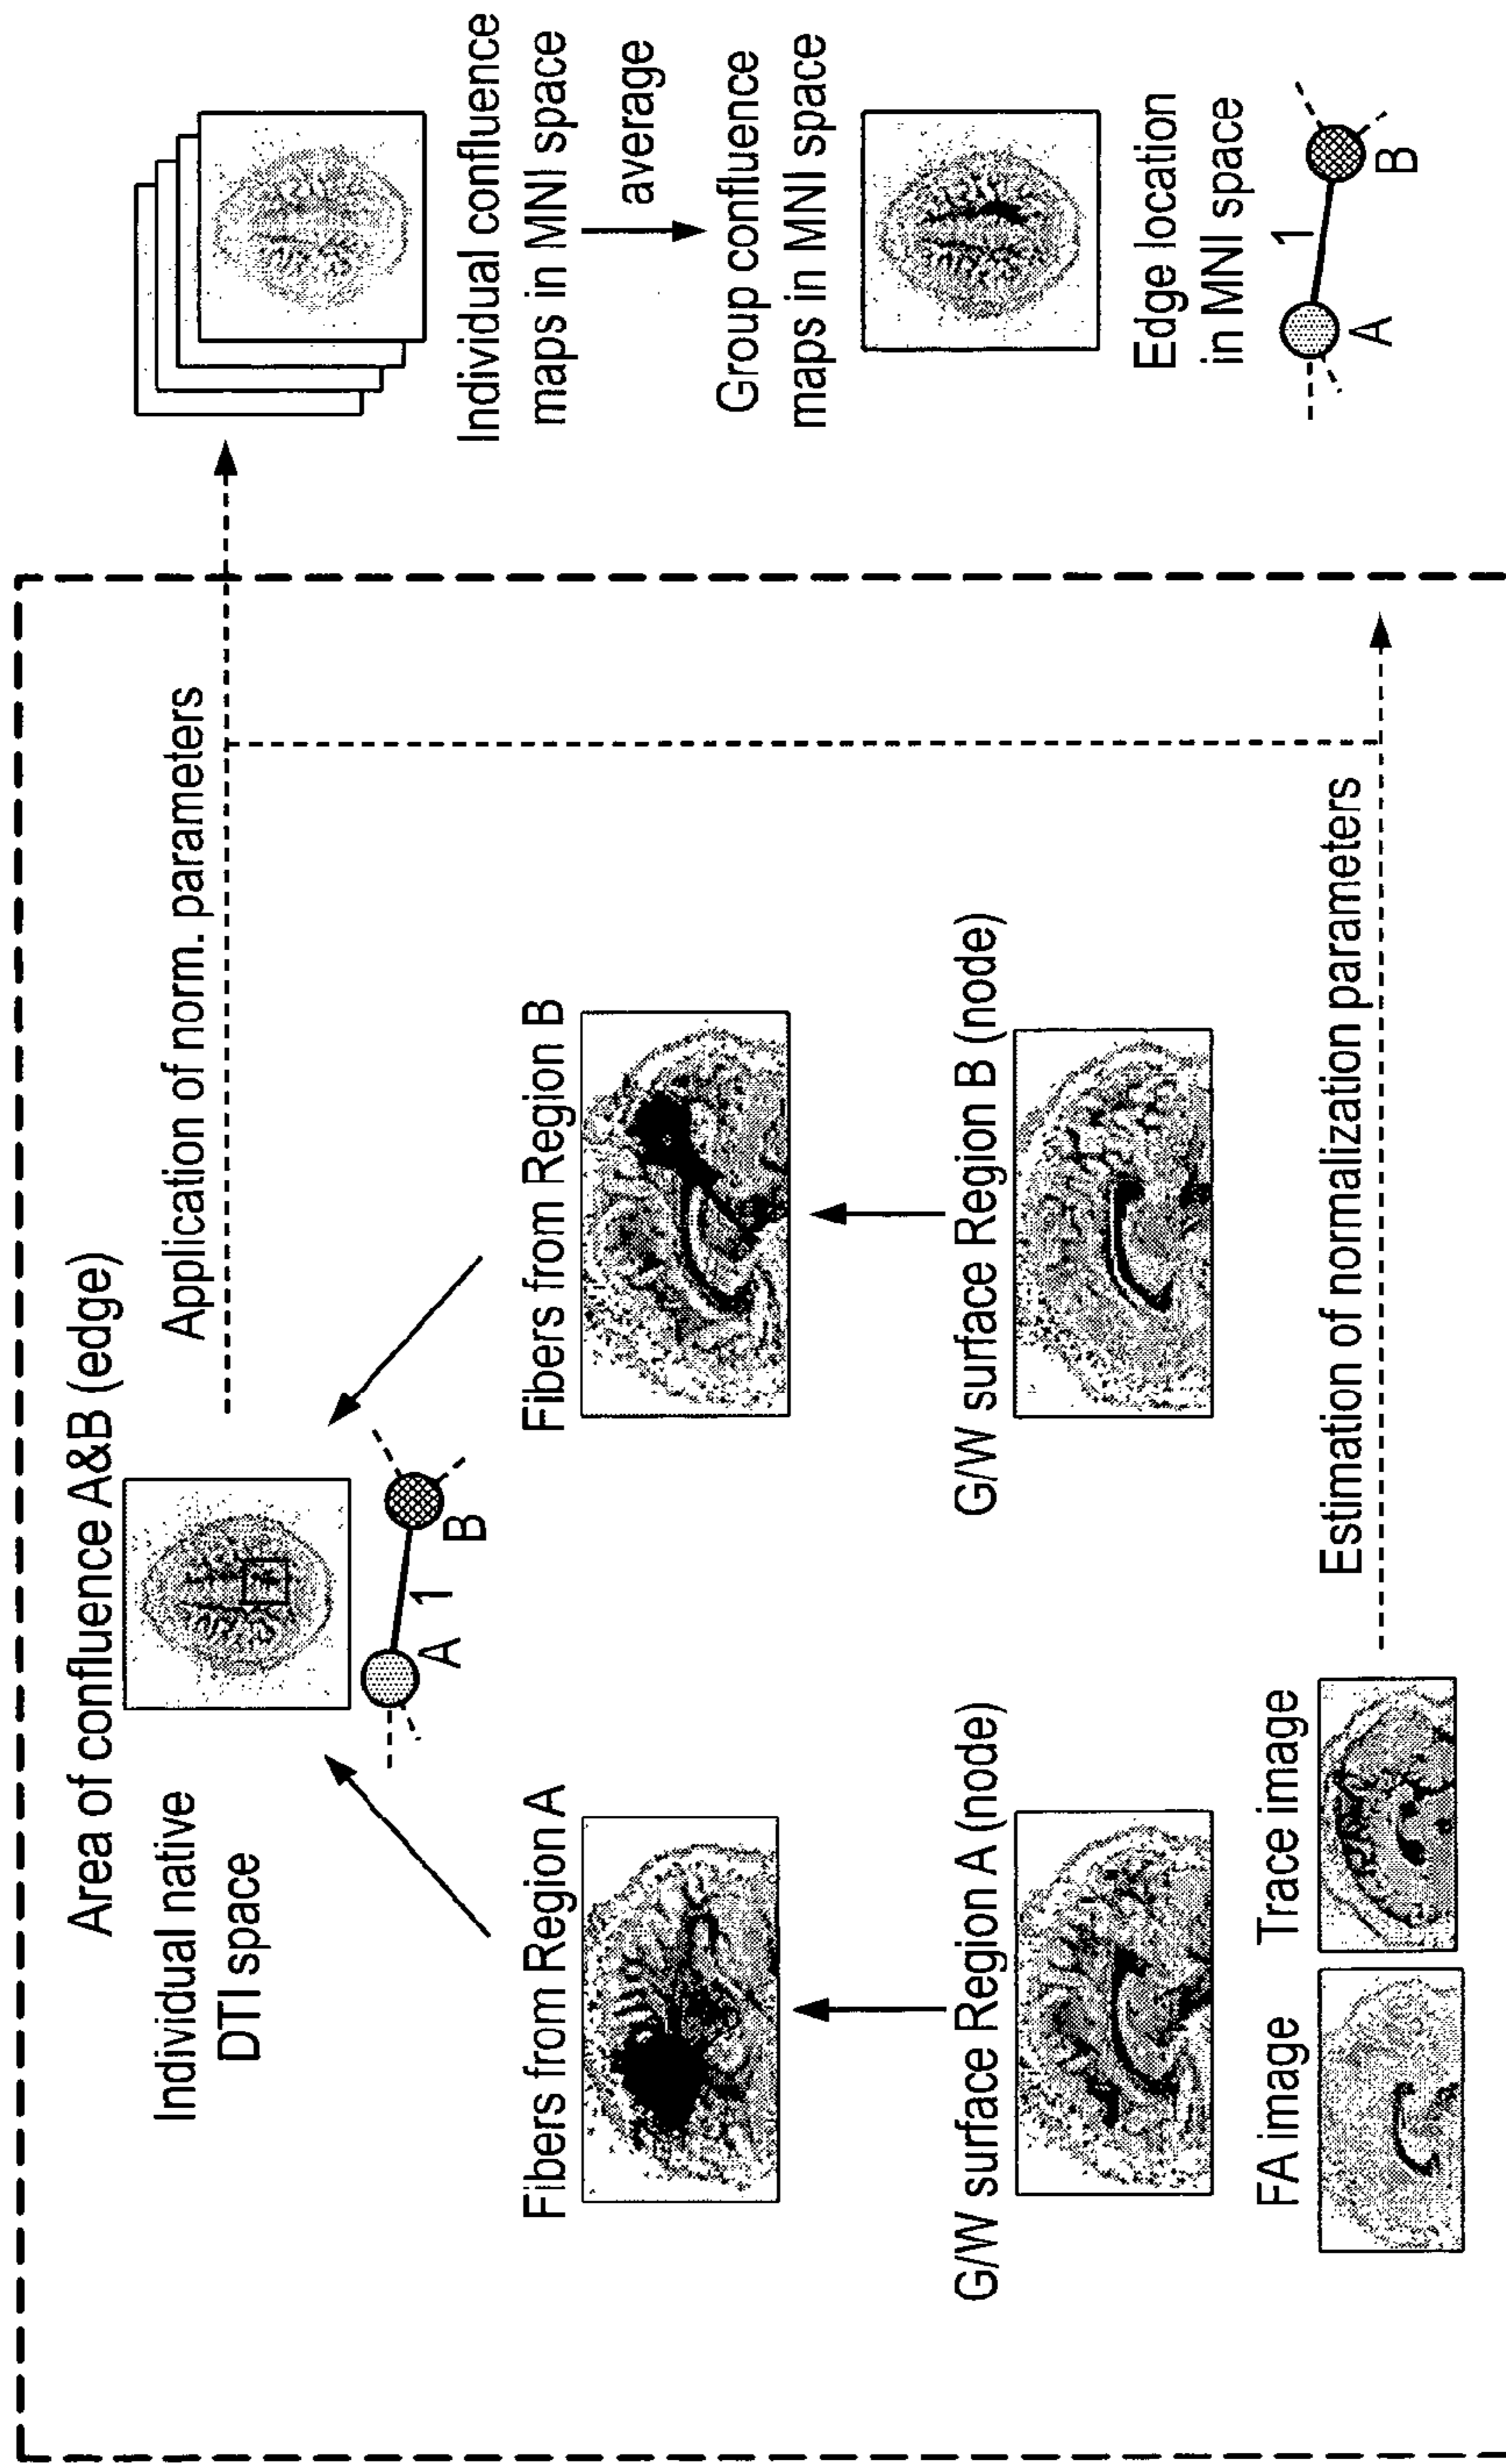 Area of confluence A&B (edge)
Individual native
DTI space
A
1
B
Application of norm. parameters
Fibers from Region A
Fibers from Region B
G/W surface Region A (node)
G/W surface Region B (node)
FA image
Trace image
Estimation of normalization parameters
Individual confluence
maps in MNI space
average
Group confluence
maps in MNI space
Edge location
in MNI space
1
A
B